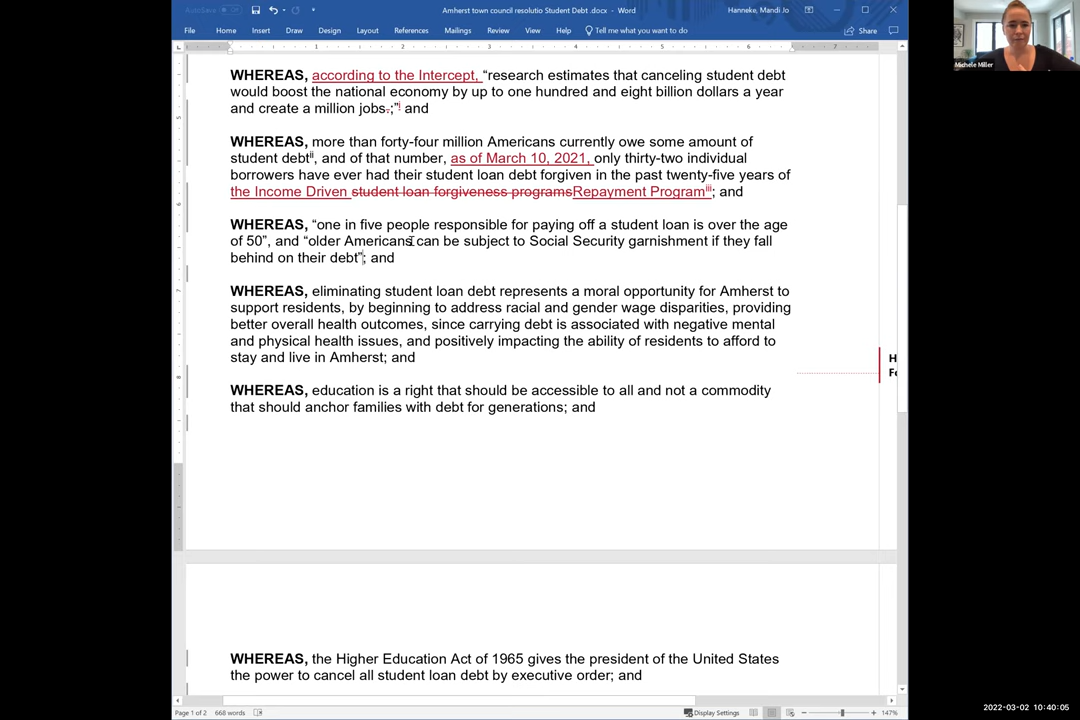 AutoSave Off
Amherst town council resolutio Student Debt .docx - Word
Hanneke, Mandi Jo
File Home Insert Draw Design Layout References Mailings Review View Help Tell me what you want to do Share
1 2 3 4 5 6 7
WHEREAS, according to the Intercept, “research estimates that canceling student debt
would boost the national economy by up to one hundred and eight billion dollars a year
and create a million jobs.;”i and
WHEREAS, more than forty-four million Americans currently owe some amount of
student debtii, and of that number, as of March 10, 2021, only thirty-two individual
borrowers have ever had their student loan debt forgiven in the past twenty-five years of
the Income Driven student loan forgiveness programsRepayment Programiii; and
WHEREAS, “one in five people responsible for paying off a student loan is over the age
of 50”, and “older Americans can be subject to Social Security garnishment if they fall
behind on their debt”; and
WHEREAS, eliminating student loan debt represents a moral opportunity for Amherst to
support residents, by beginning to address racial and gender wage disparities, providing
better overall health outcomes, since carrying debt is associated with negative mental
and physical health issues, and positively impacting the ability of residents to afford to
stay and live in Amherst; and
H
Fo
WHEREAS, education is a right that should be accessible to all and not a commodity
that should anchor families with debt for generations; and
WHEREAS, the Higher Education Act of 1965 gives the president of the United States
the power to cancel all student loan debt by executive order; and
Page 1 of 2 668 words Display Settings 147%
Michele Miller
2022-03-02 10:40:05